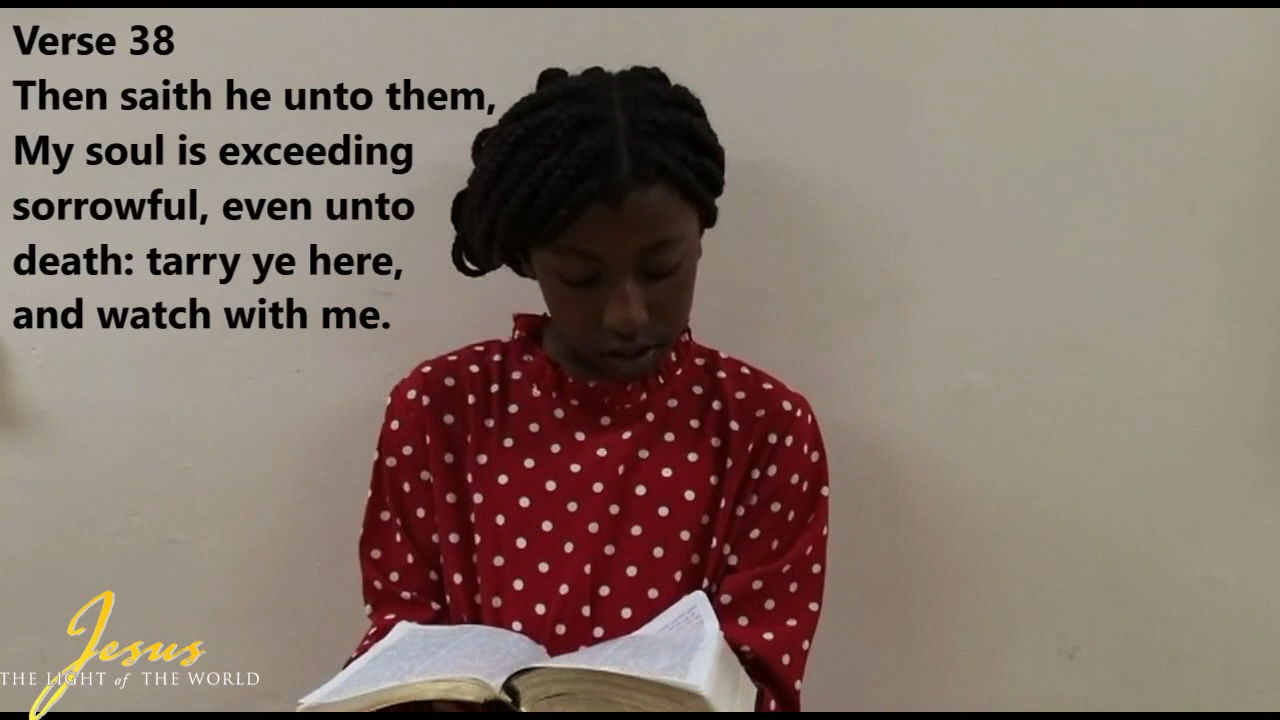 Verse 38
Then saith he unto them,
My soul is exceeding
sorrowful, even unto
death: tarry ye here,
and watch with me.
Jesus
THE LIGHT of THE WORLD